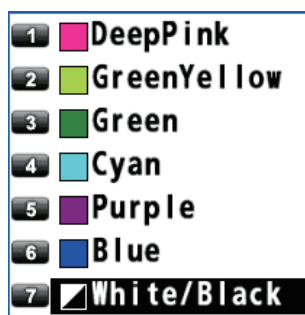 1 DeepPink
2 GreenYellow
3 Green
4 Cyan
5 Purple
6 Blue
7 White/Black